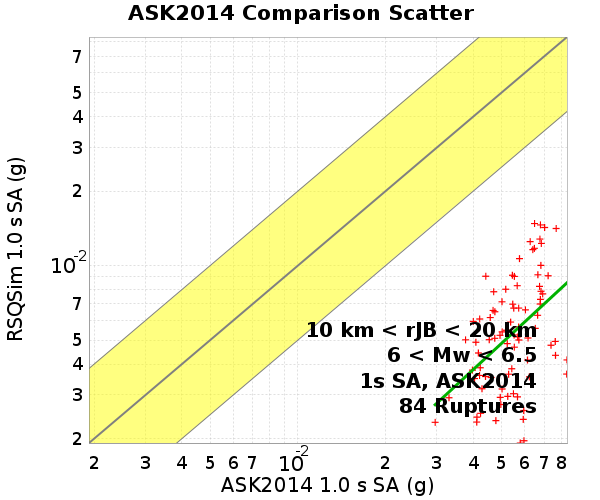 ASK2014 Comparison Scatter
RSQSim 1.0 s SA (g)
7
5
4
3
2
10-2
7
5
4
3
2
10 km < rJB < 20 km
6 < Mw < 6.5
1s SA, ASK2014
84 Ruptures
2 3 4 5 6 7 10-2 2 3 4 5 6 7 8
ASK2014 1.0 s SA (g)